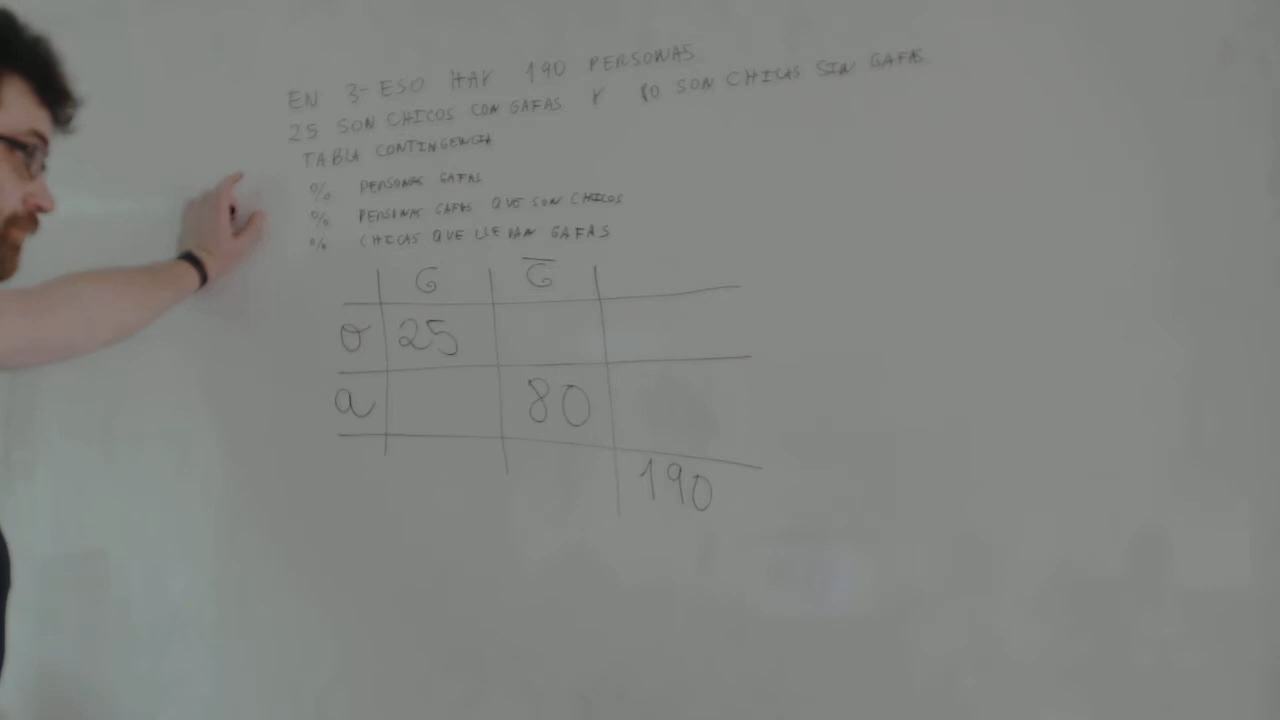 EN 3- ESO HAY 190 PERSONAS
25 SON CHICOS CON GAFAS Y 80 SON CHICAS SIN GAFAS
TABLA CONTINGENCIA
% PERSONAS GAFAS
% PERSONAS GAFAS QUE SON CHICOS
% CHICAS QUE LLEVAN GAFAS
G G̅
o 25
a 80
190